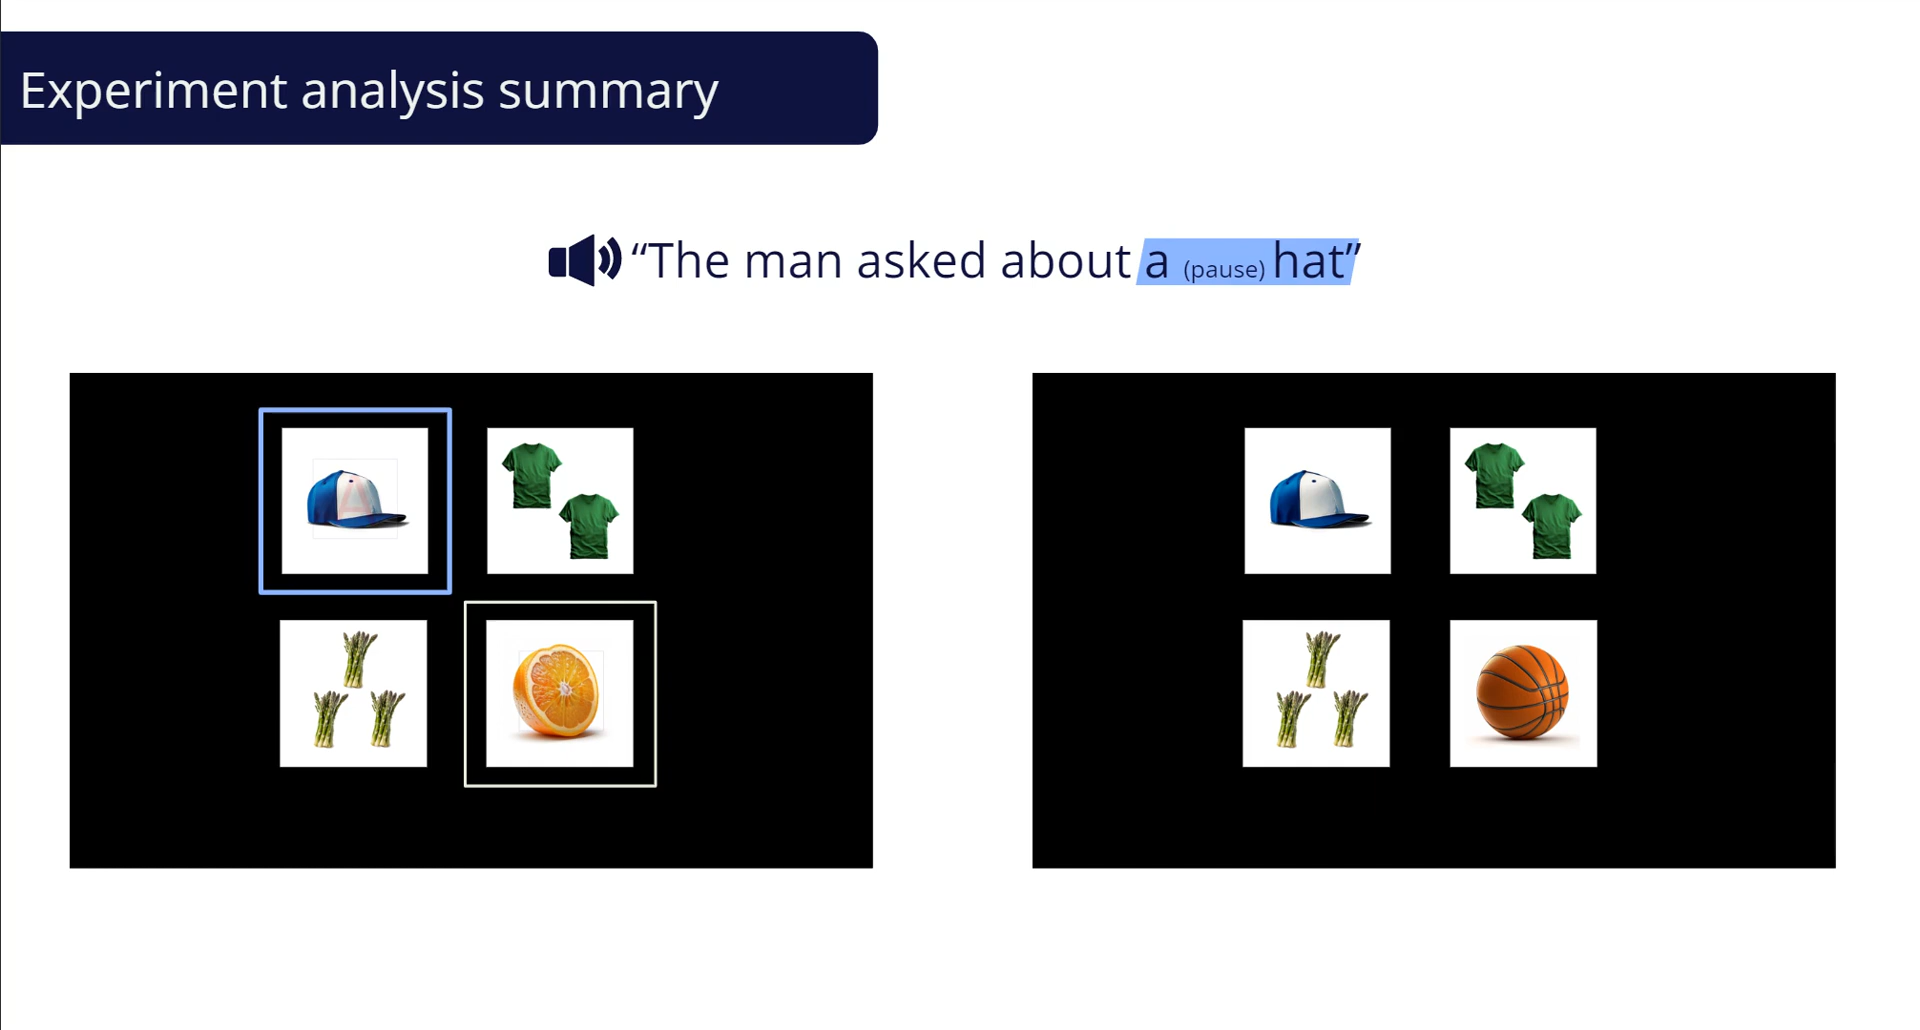 Experiment analysis summary
“The man asked about a (pause) hat”
A